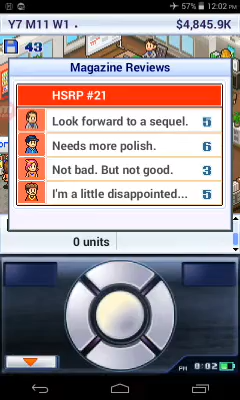 57% 12:02 PM
Y7 M11 W1 $4,845.9K
43
Magazine Reviews
HSRP #21
Look forward to a sequel. 5
Needs more polish. 6
Not bad. But not good. 3
I'm a little disappointed... 5
0 units
PM 0:02